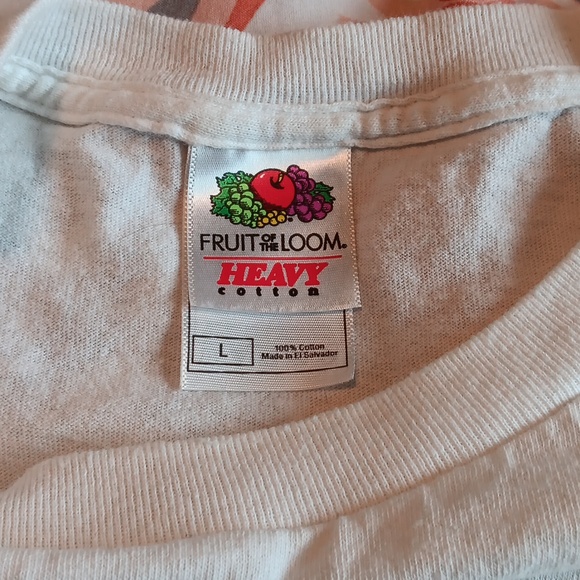 FRUIT OF THE LOOM.
HEAVY
cotton
L
100% Cotton
Made in El Salvador